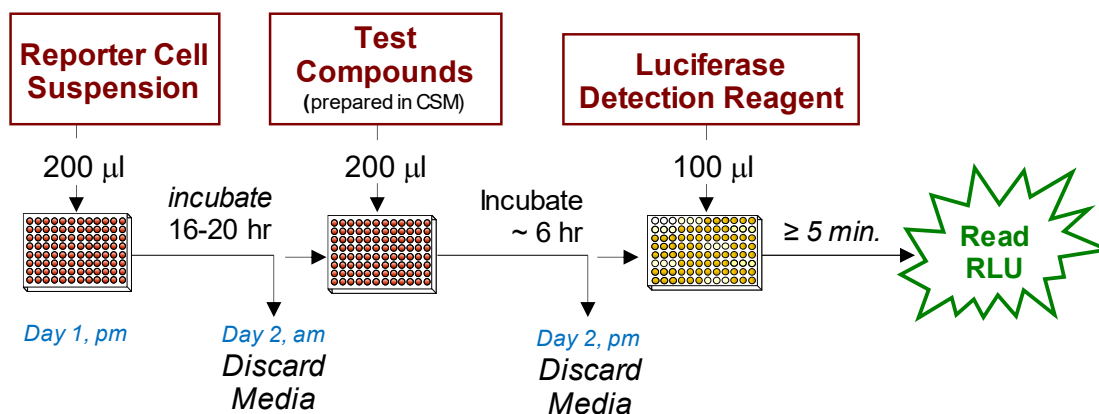 Reporter Cell
Suspension
Test
Compounds
(prepared in CSM)
Luciferase
Detection Reagent
200 μl
200 μl
100 μl
incubate
16-20 hr
Incubate
~ 6 hr
≥ 5 min.
Read
RLU
Day 1, pm
Day 2, am
Discard
Media
Day 2, pm
Discard
Media